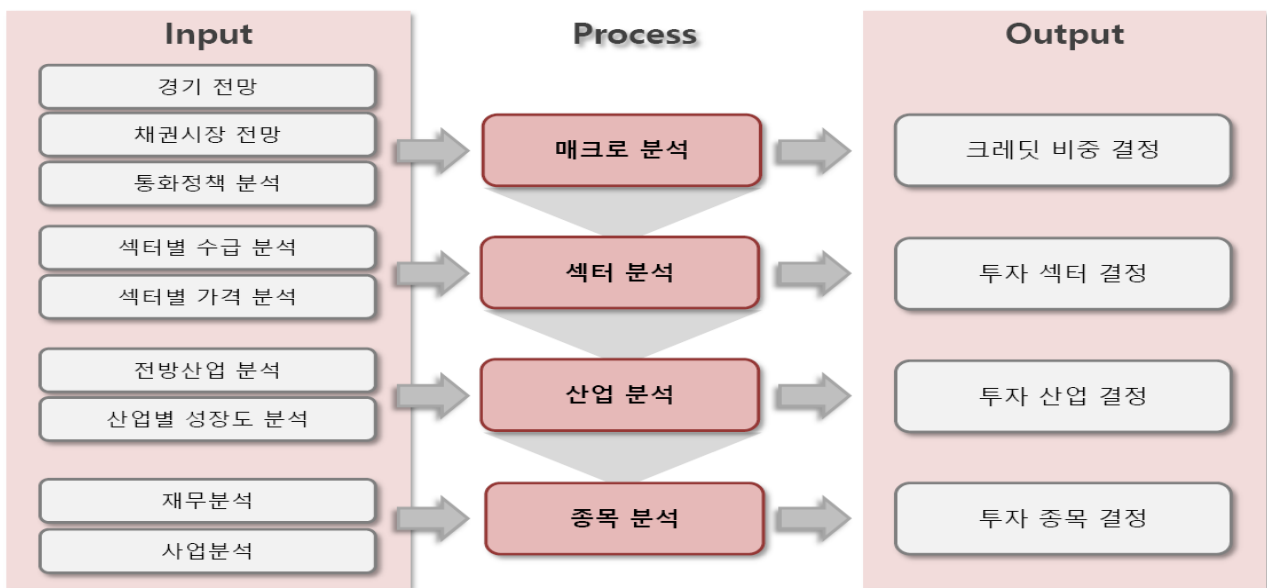 Input
Process
Output
경기 전망
채권시장 전망
통화정책 분석
매크로 분석
크레딧 비중 결정
섹터별 수급 분석
섹터별 가격 분석
섹터 분석
투자 섹터 결정
전방산업 분석
산업별 성장도 분석
산업 분석
투자 산업 결정
재무분석
사업분석
종목 분석
투자 종목 결정